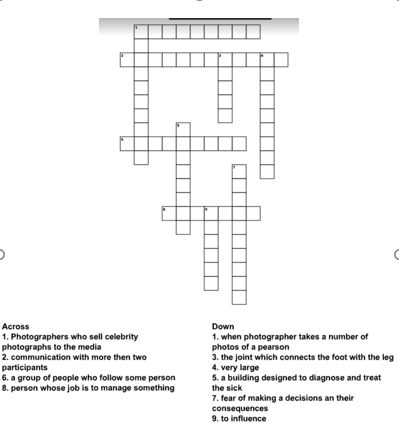 Across
1. Photographers who sell celebrity
photographs to the media
2. communication with more then two
participants
6. a group of people who follow some person
8. person whose job is to manage something
Down
1. when photographer takes a number of
photos of a pearson
3. the joint which connects the foot with the leg
4. very large
5. a building designed to diagnose and treat
the sick
7. fear of making a decisions an their
consequences
9. to influence